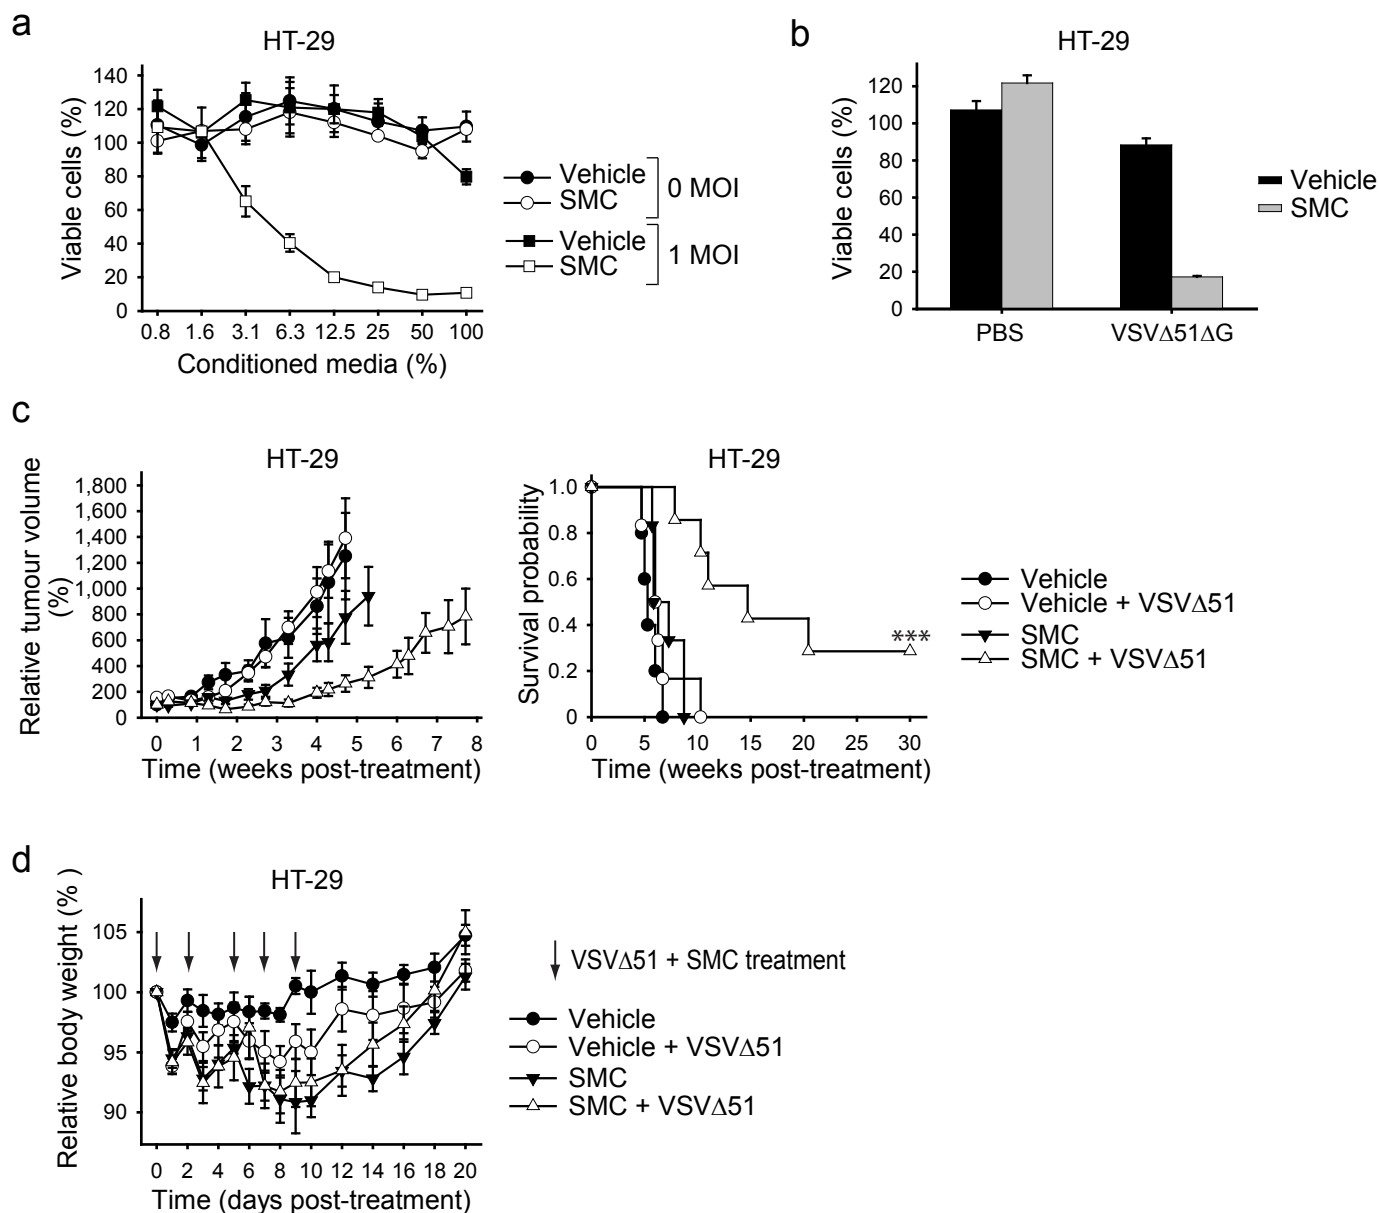 a
HT-29
Viable cells (%)
140
120
100
80
60
40
20
0
0.8 1.6 3.1 6.3 12.5 25 50 100
Conditioned media (%)
Vehicle
SMC
0 MOI
Vehicle
SMC
1 MOI
b
HT-29
Viable cells (%)
120
100
80
60
40
20
0
PBS VSVΔ51ΔG
Vehicle
SMC
c
HT-29
Relative tumour volume
(%)
1,800
1,600
1,400
1,200
1,000
800
600
400
200
0
0 1 2 3 4 5 6 7 8
Time (weeks post-treatment)
HT-29
Survival probability
1.0
0.8
0.6
0.4
0.2
0
***
0 5 10 15 20 25 30
Time (weeks post-treatment)
Vehicle
Vehicle + VSVΔ51
SMC
SMC + VSVΔ51
d
HT-29
Relative body weight (% )
105
100
95
90
0 2 4 6 8 10 12 14 16 18 20
Time (days post-treatment)
VSVΔ51 + SMC treatment
Vehicle
Vehicle + VSVΔ51
SMC
SMC + VSVΔ51